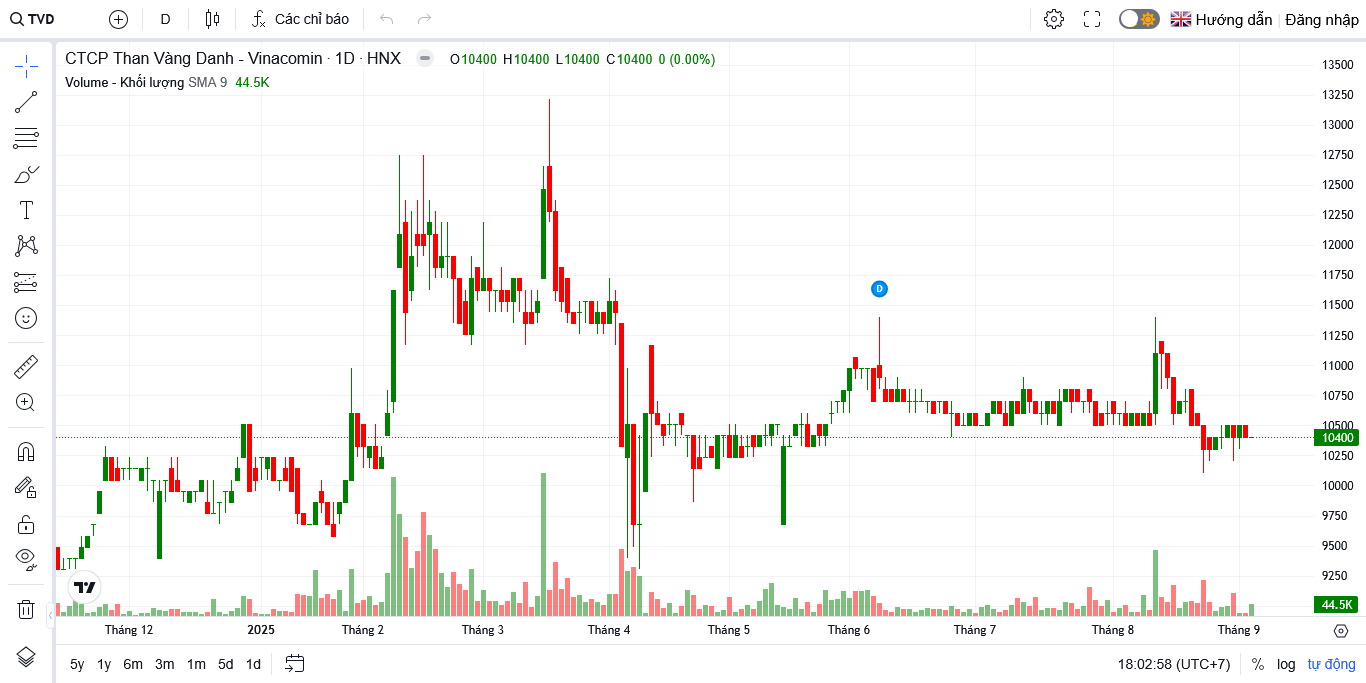 TVD D Các chỉ báo Hướng dẫn Đăng nhập
CTCP Than Vàng Danh - Vinacomin · 1D · HNX O10400 H10400 L10400 C10400 0 (0.00%)
Volume - Khối lượng SMA 9 44.5K
13500
13250
13000
12750
12500
12250
12000
11750
11500
11250
11000
10750
10500
10400
10250
10000
9750
9500
9250
44.5K
D
Tháng 12 2025 Tháng 2 Tháng 3 Tháng 4 Tháng 5 Tháng 6 Tháng 7 Tháng 8 Tháng 9
5y 1y 6m 3m 1m 5d 1d 18:02:58 (UTC+7) % log tự động